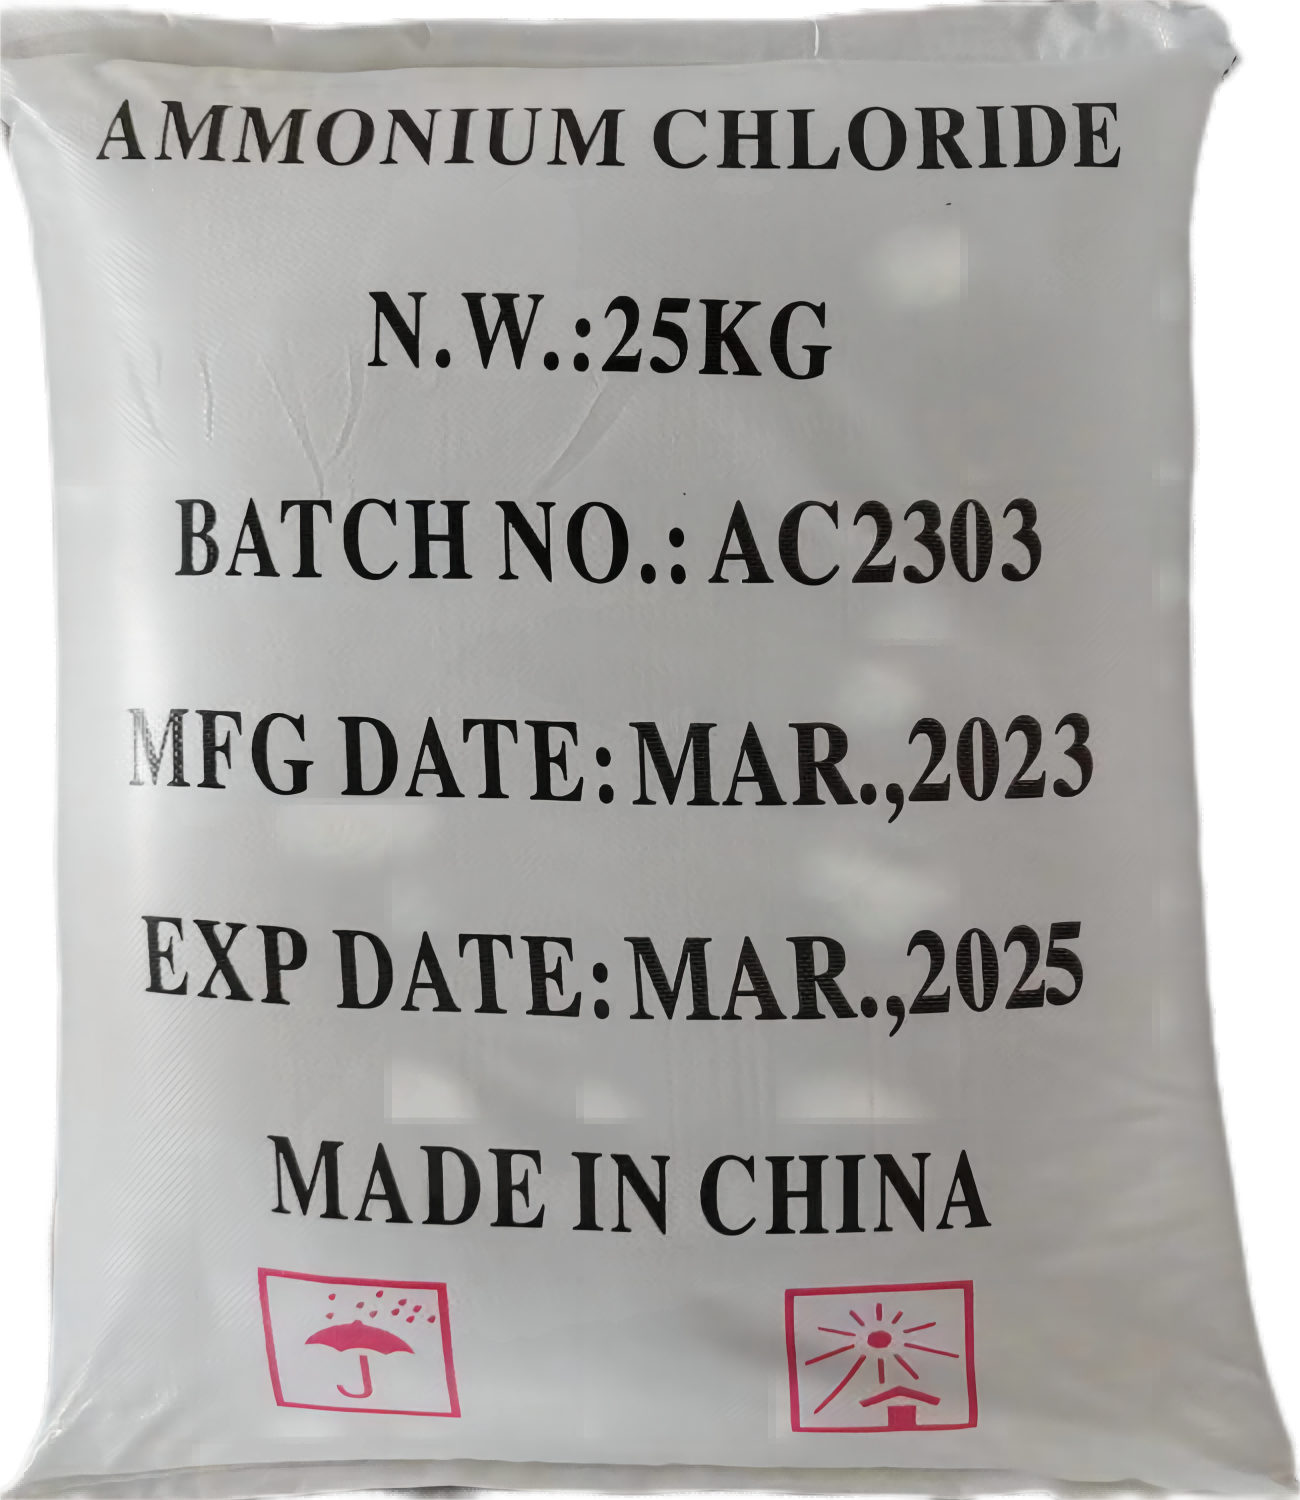 AMMONIUM CHLORIDE
N.W.:25KG
BATCH NO.: AC2303
MFG DATE:MAR.,2023
EXP DATE:MAR.,2025
MADE IN CHINA